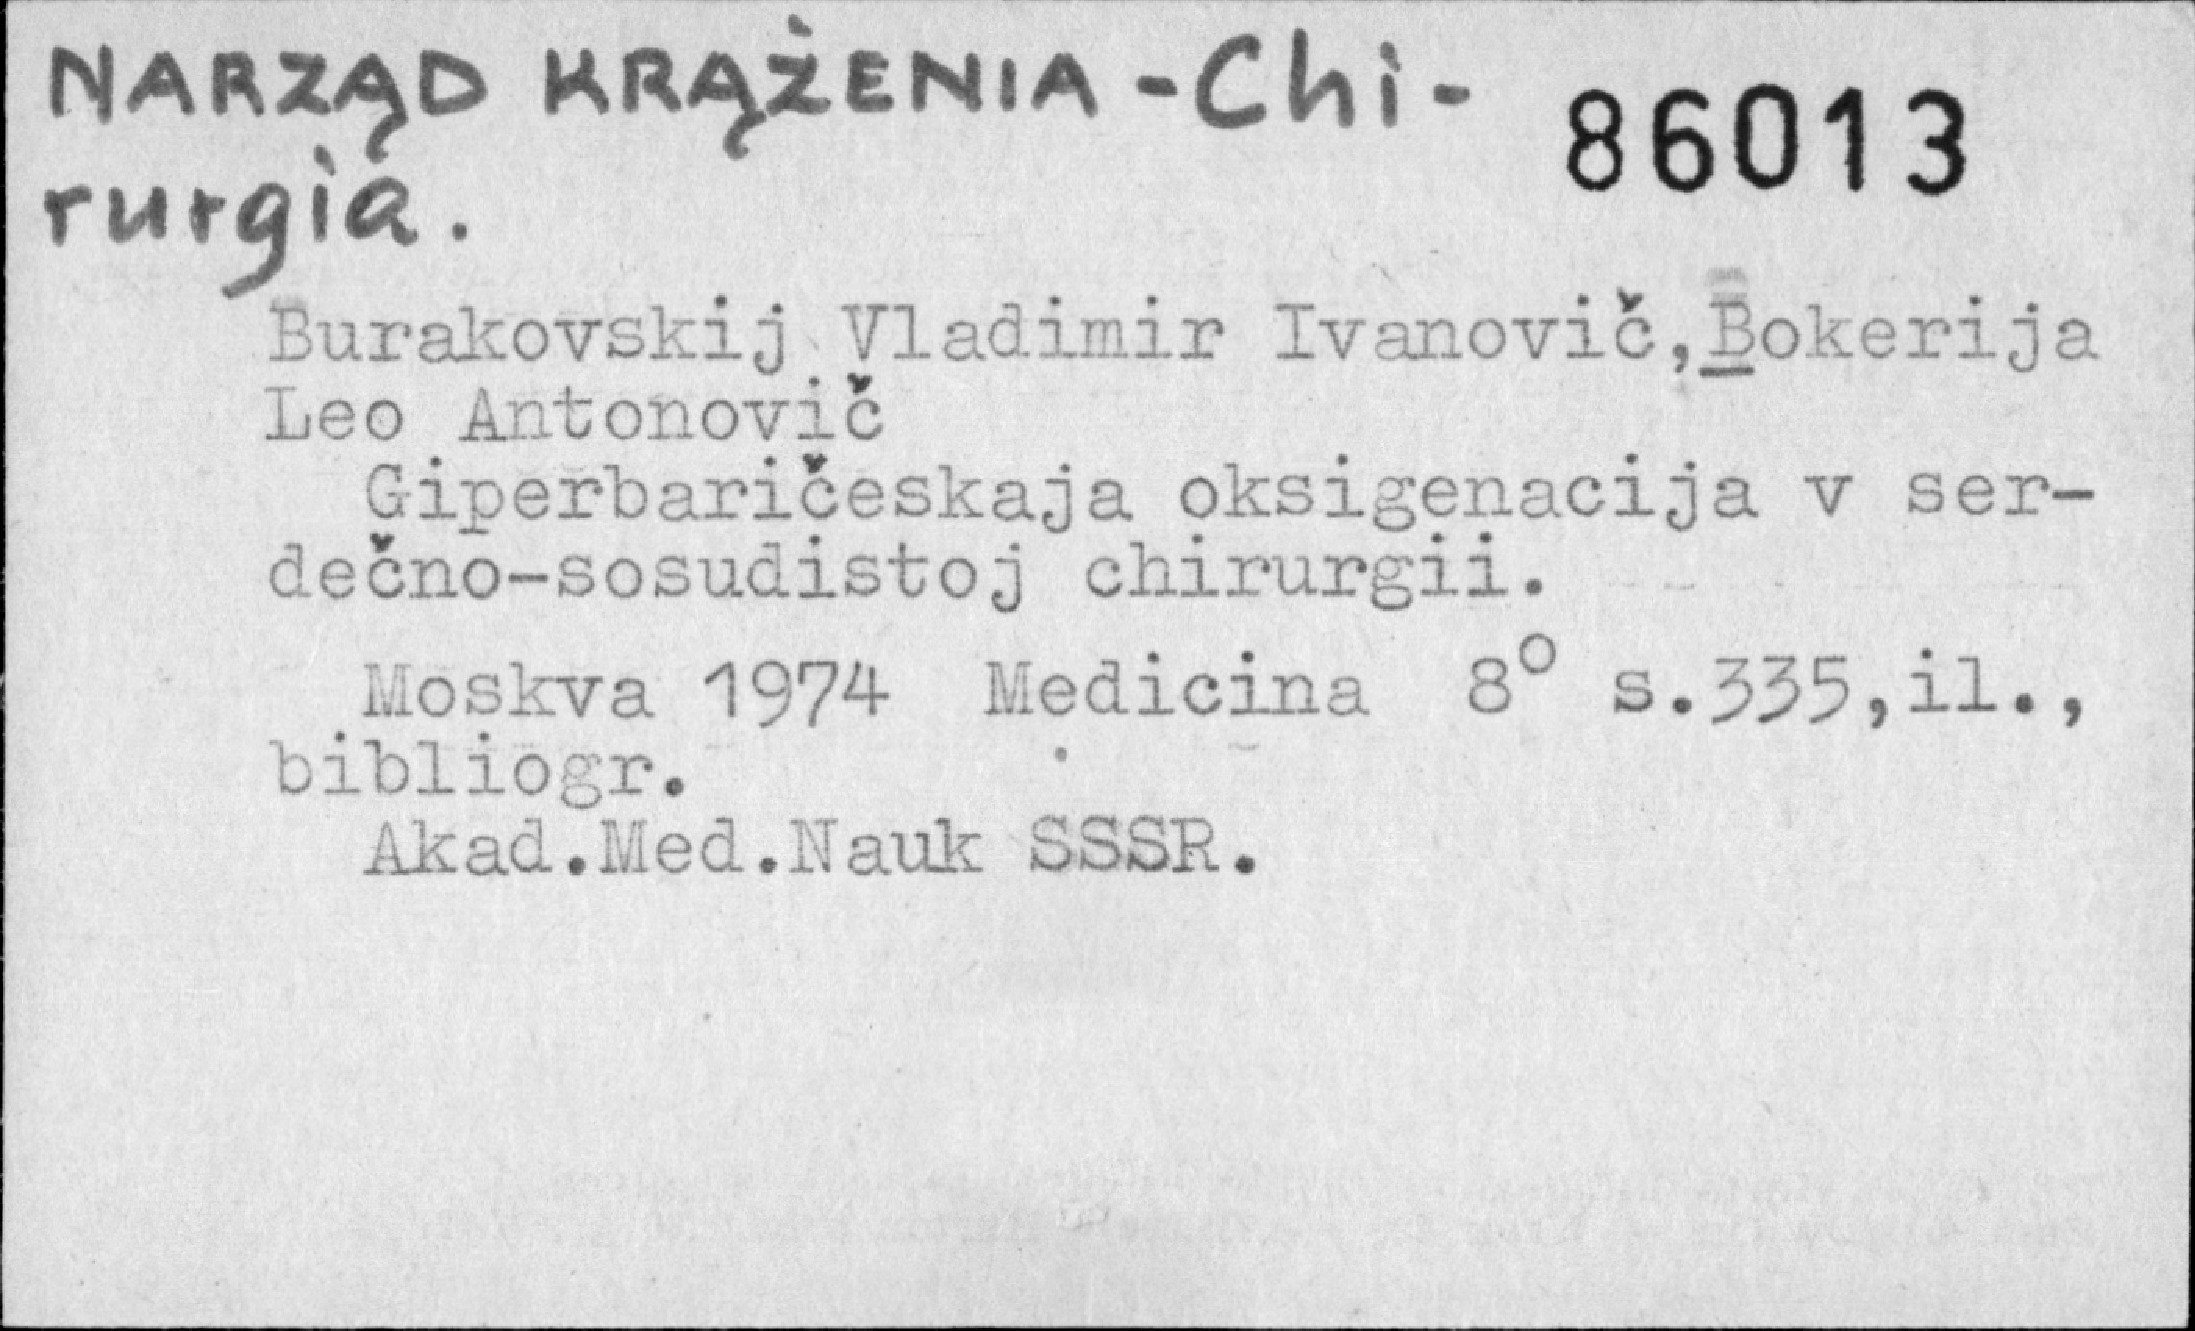 NARZĄD KRĄŻENIA - Chi-
rurgia.
86013
Burakovskij Vladimir Ivanovič,Bokerija
Leo Antonovič
Giperbaričeskaja oksigenacija v ser-
dečno-sosudistoj chirurgii.
Moskva 1974 Medicina 8° s.335,il.,
bibliogr.
Akad.Med.Nauk SSSR.